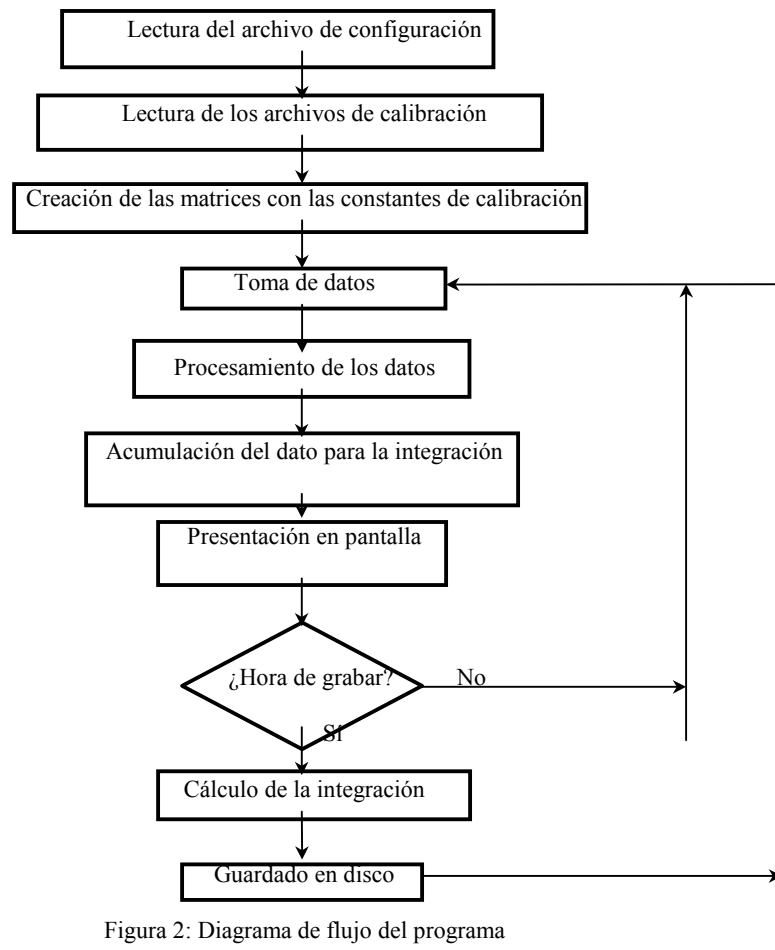 Lectura del archivo de configuración
Lectura de los archivos de calibración
Creación de las matrices con las constantes de calibración
Toma de datos
Procesamiento de los datos
Acumulación del dato para la integración
Presentación en pantalla
¿Hora de grabar?
No
Sí
Cálculo de la integración
Guardado en disco
Figura 2: Diagrama de flujo del programa